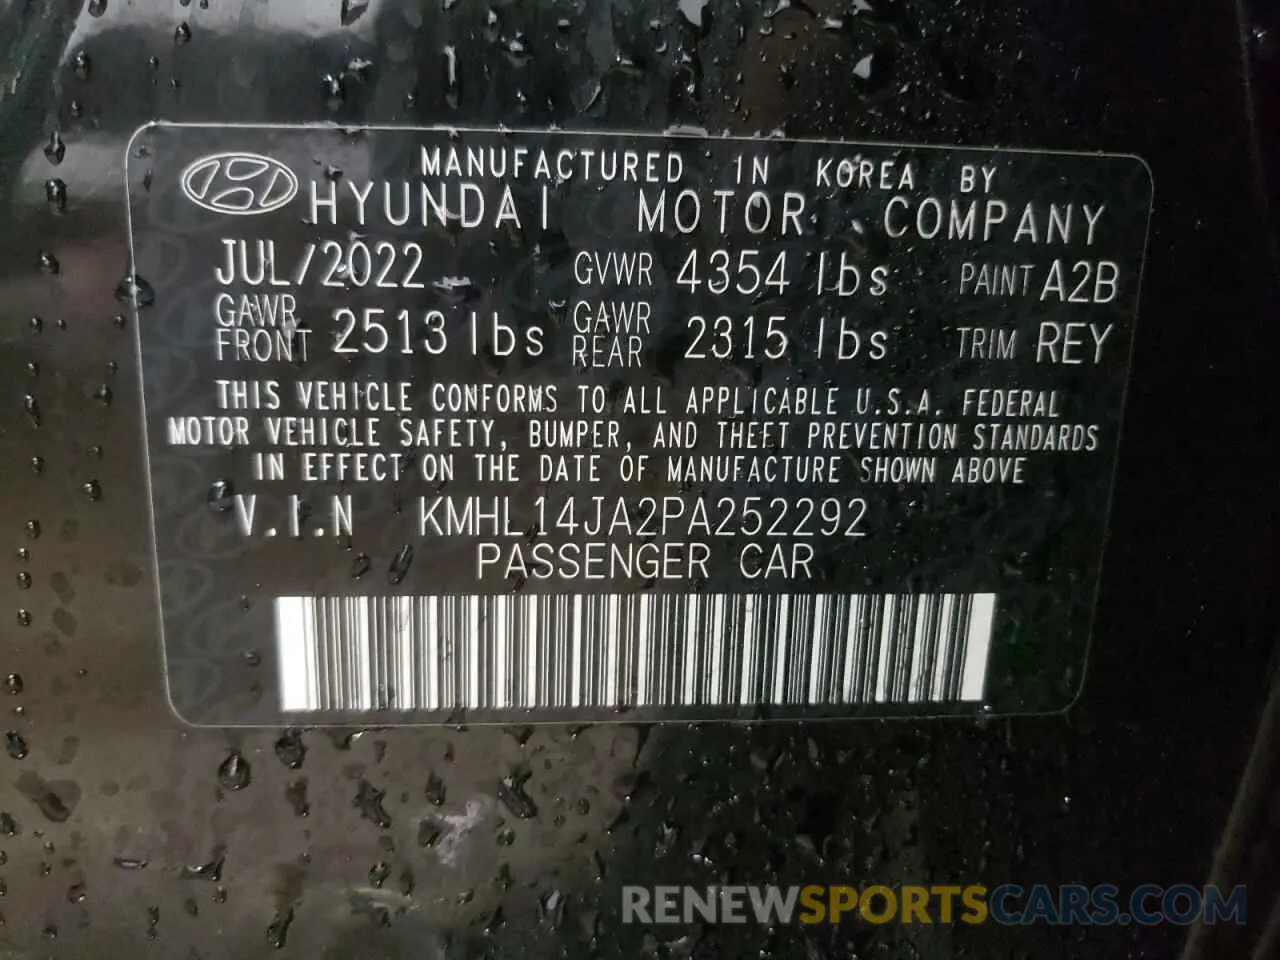 MANUFACTURED IN KOREA BY
HYUNDAI MOTOR COMPANY
JUL/2022 GVWR 4354 lbs PAINT A2B
GAWR FRONT 2513 lbs GAWR REAR 2315 lbs TRIM REY
THIS VEHICLE CONFORMS TO ALL APPLICABLE U.S.A. FEDERAL
MOTOR VEHICLE SAFETY, BUMPER, AND THEFT PREVENTION STANDARDS
IN EFFECT ON THE DATE OF MANUFACTURE SHOWN ABOVE
V.I.N KMHL14JA2PA252292
PASSENGER CAR
RENEWSPORTSCARS.COM